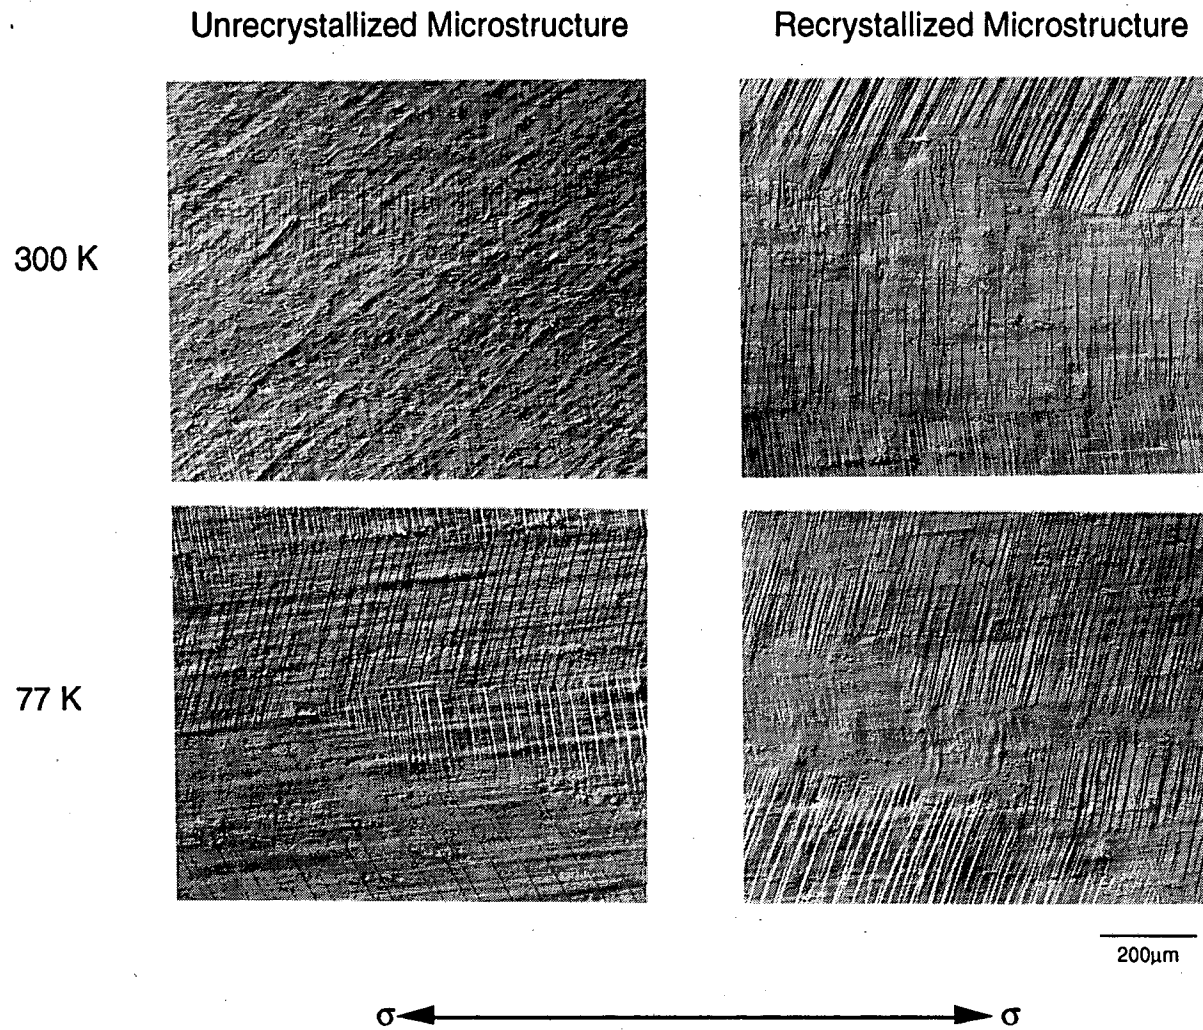 Unrecrystallized Microstructure
Recrystallized Microstructure
300 K
77 K
200μm
σ σ